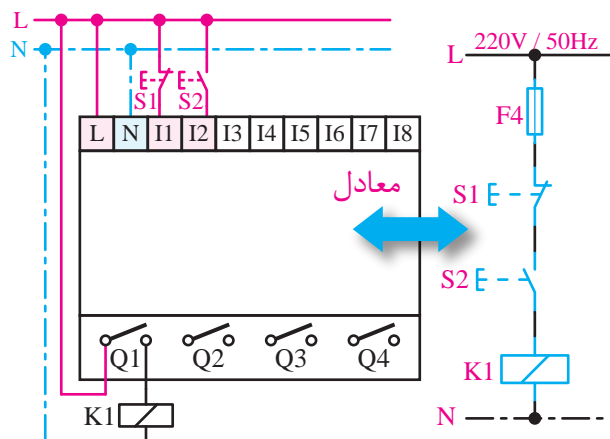 L
N
S1 S2
L N I1 I2 I3 I4 I5 I6 I7 I8
معادل
Q1 Q2 Q3 Q4
K1
220V / 50Hz
L
F4
S1
S2
K1
N